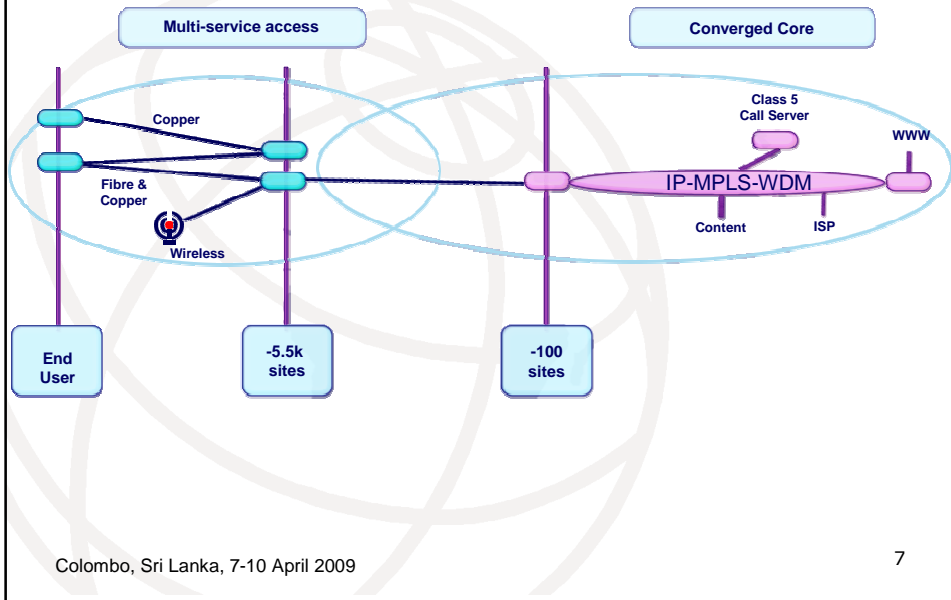 Multi-service access
Converged Core
Class 5
Call Server
WWW
Copper
IP-MPLS-WDM
Fibre &
Copper
Content
ISP
Wireless
End
User
-5.5k
sites
-100
sites
Colombo, Sri Lanka, 7-10 April 2009
7